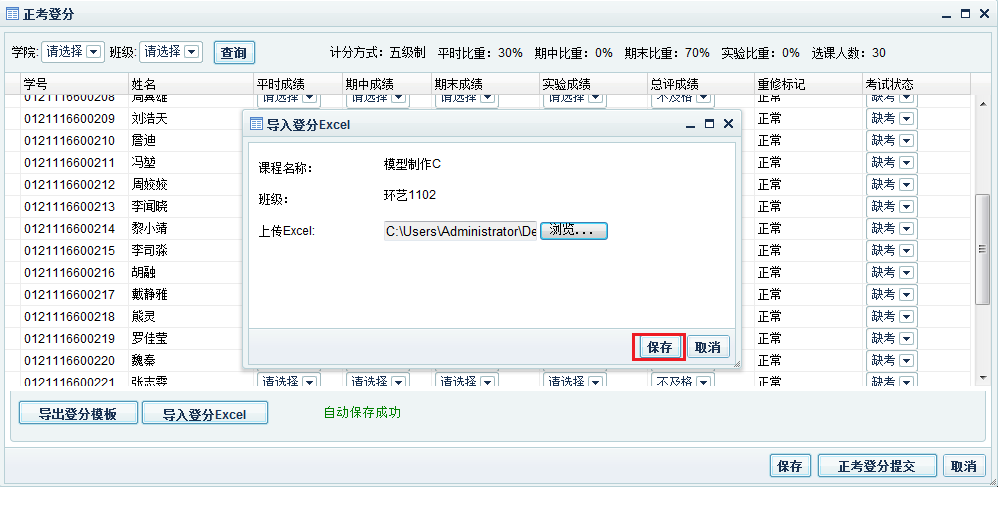 正考登分
学院: 请选择 班级: 请选择 查询 计分方式：五级制 平时比重：30% 期中比重：0% 期末比重：70% 实验比重：0% 选课人数：30
学号 姓名 平时成绩 期中成绩 期末成绩 实验成绩 总评成绩 重修标记 考试状态
0121116600208 周冀雄 请选择 请选择 请选择 请选择 不及格 正常 缺考
0121116600209 刘浩天 正常 缺考
0121116600210 詹迪 正常 缺考
0121116600211 冯堃 正常 缺考
0121116600212 周姣姣 正常 缺考
0121116600213 李闻晓 正常 缺考
0121116600214 黎小靖 正常 缺考
0121116600215 李司淼 正常 缺考
0121116600216 胡融 正常 缺考
0121116600217 戴静雅 正常 缺考
0121116600218 熊灵 正常 缺考
0121116600219 罗佳莹 正常 缺考
0121116600220 魏秦 正常 缺考
0121116600221 张志霖 请选择 请选择 请选择 请选择 不及格 正常 缺考
导入登分Excel
课程名称： 模型制作C
班级： 环艺1102
上传Excel: C:\Users\Administrator\De 浏览...
保存 取消
导出登分模板 导入登分Excel 自动保存成功
保存 正考登分提交 取消